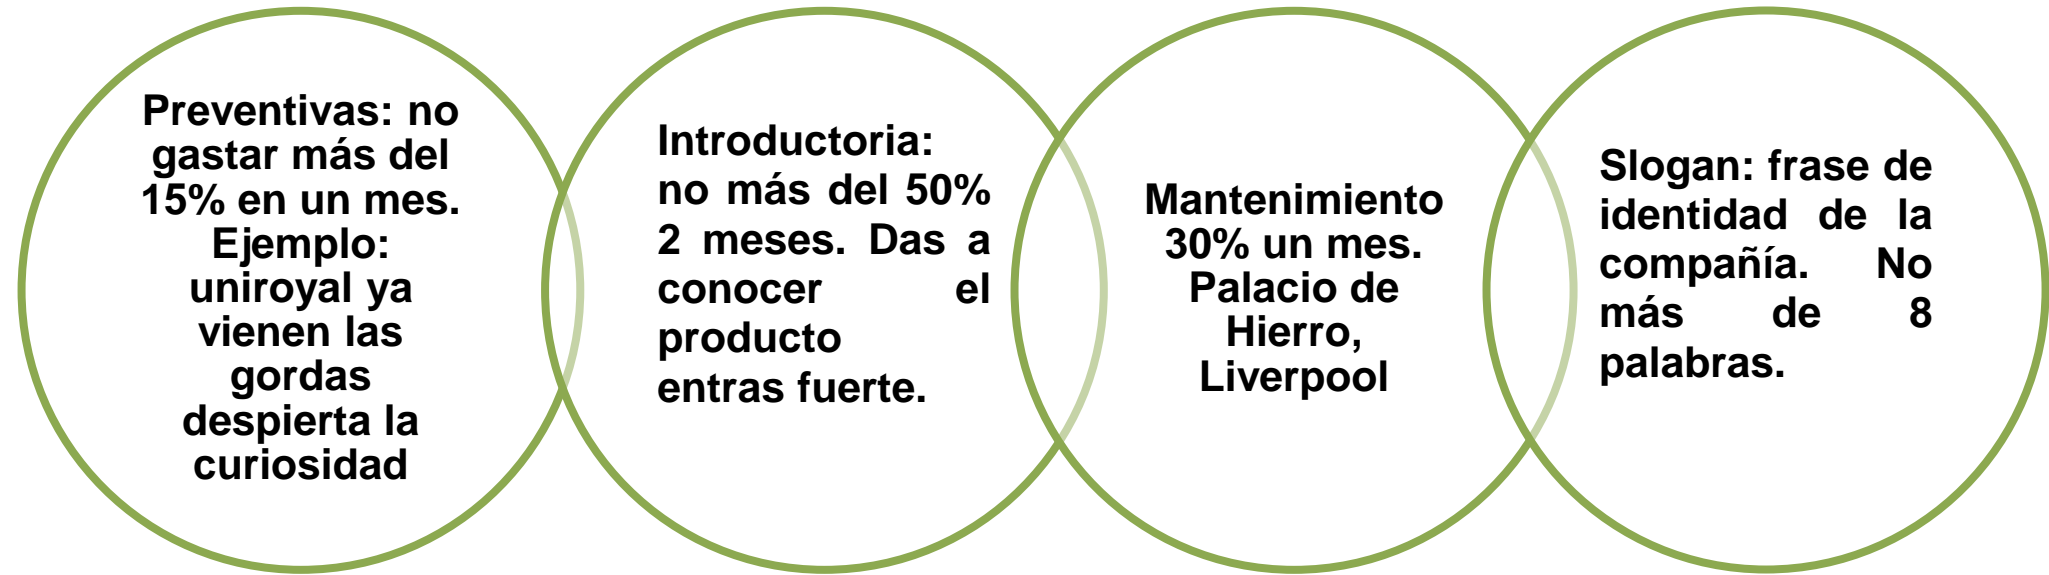 Preventivas: no
gastar más del
15% en un mes.
Ejemplo:
uniroyal ya
vienen las
gordas
despierta la
curiosidad
Introductoria:
no más del 50%
2 meses. Das a
conocer el
producto
entras fuerte.
Mantenimiento
30% un mes.
Palacio de
Hierro,
Liverpool
Slogan: frase de
identidad de la
compañía. No
más de 8
palabras.